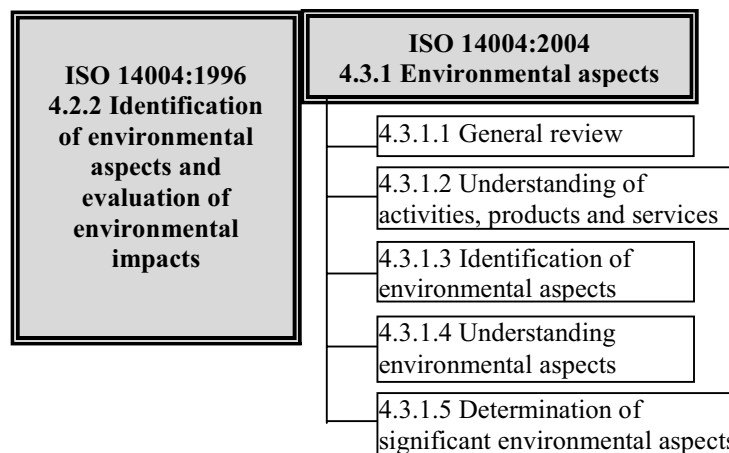 ISO 14004:1996
4.2.2 Identification
of environmental
aspects and
evaluation of
environmental
impacts
ISO 14004:2004
4.3.1 Environmental aspects
4.3.1.1 General review
4.3.1.2 Understanding of
activities, products and services
4.3.1.3 Identification of
environmental aspects
4.3.1.4 Understanding
environmental aspects
4.3.1.5 Determination of
significant environmental aspects